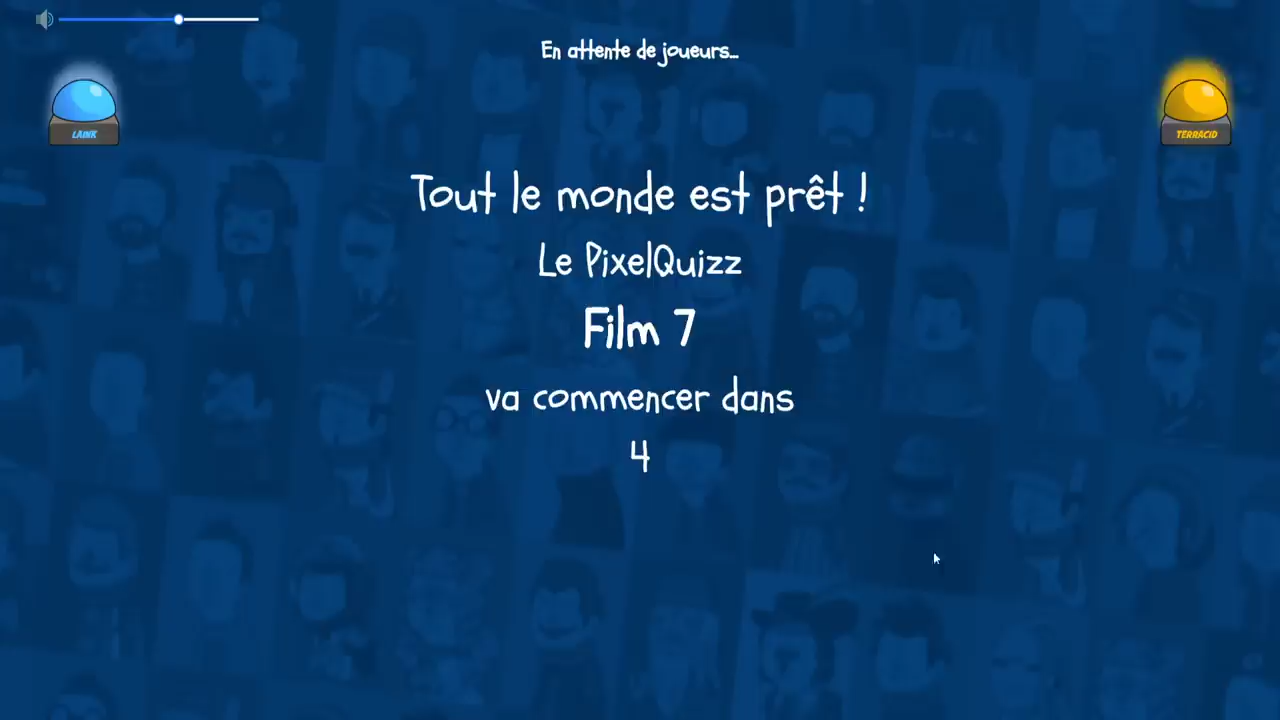 En attente de joueurs...
LAINK
TERRACID
Tout le monde est prêt !
Le PixelQuizz
Film 7
va commencer dans
4